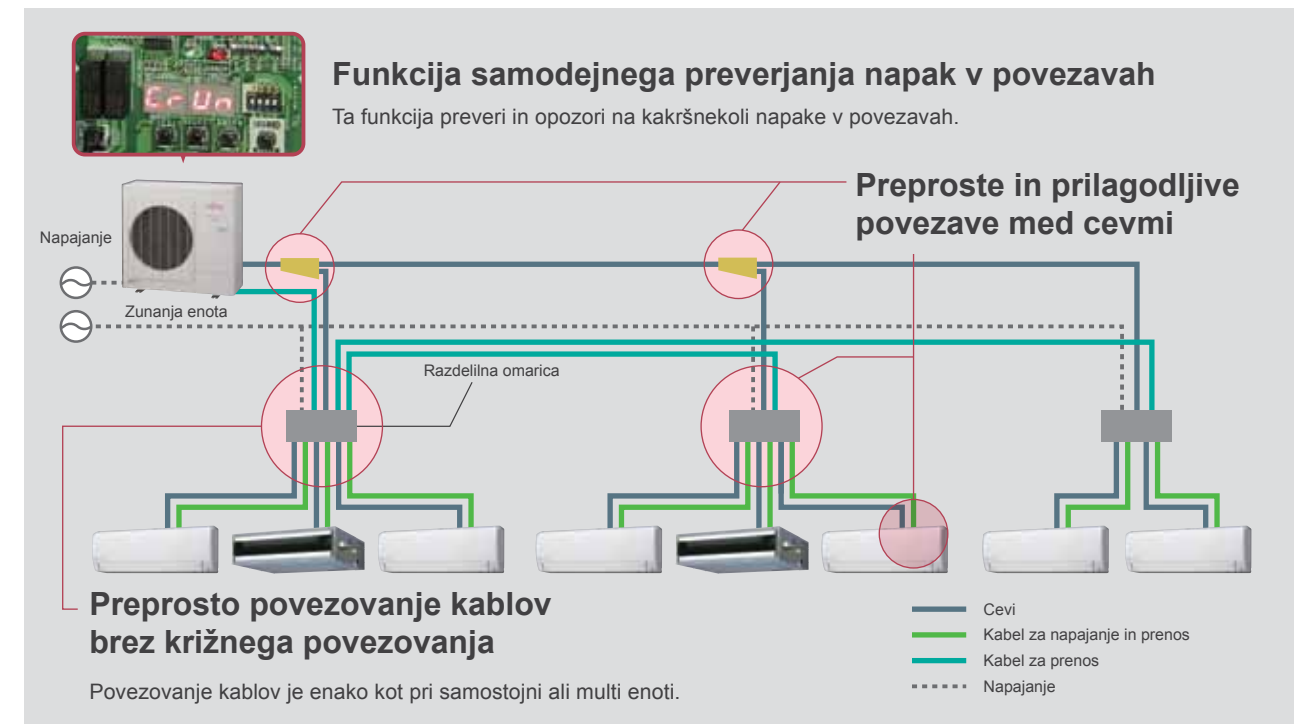 Er Un
Funkcija samodejnega preverjanja napak v povezavah
Ta funkcija preveri in opozori na kakršnekoli napake v povezavah.
Preproste in prilagodljive
povezave med cevmi
Napajanje
Zunanja enota
Razdelilna omarica
Preprosto povezovanje kablov
brez križnega povezovanja
Povezovanje kablov je enako kot pri samostojni ali multi enoti.
Cevi
Kabel za napajanje in prenos
Kabel za prenos
Napajanje